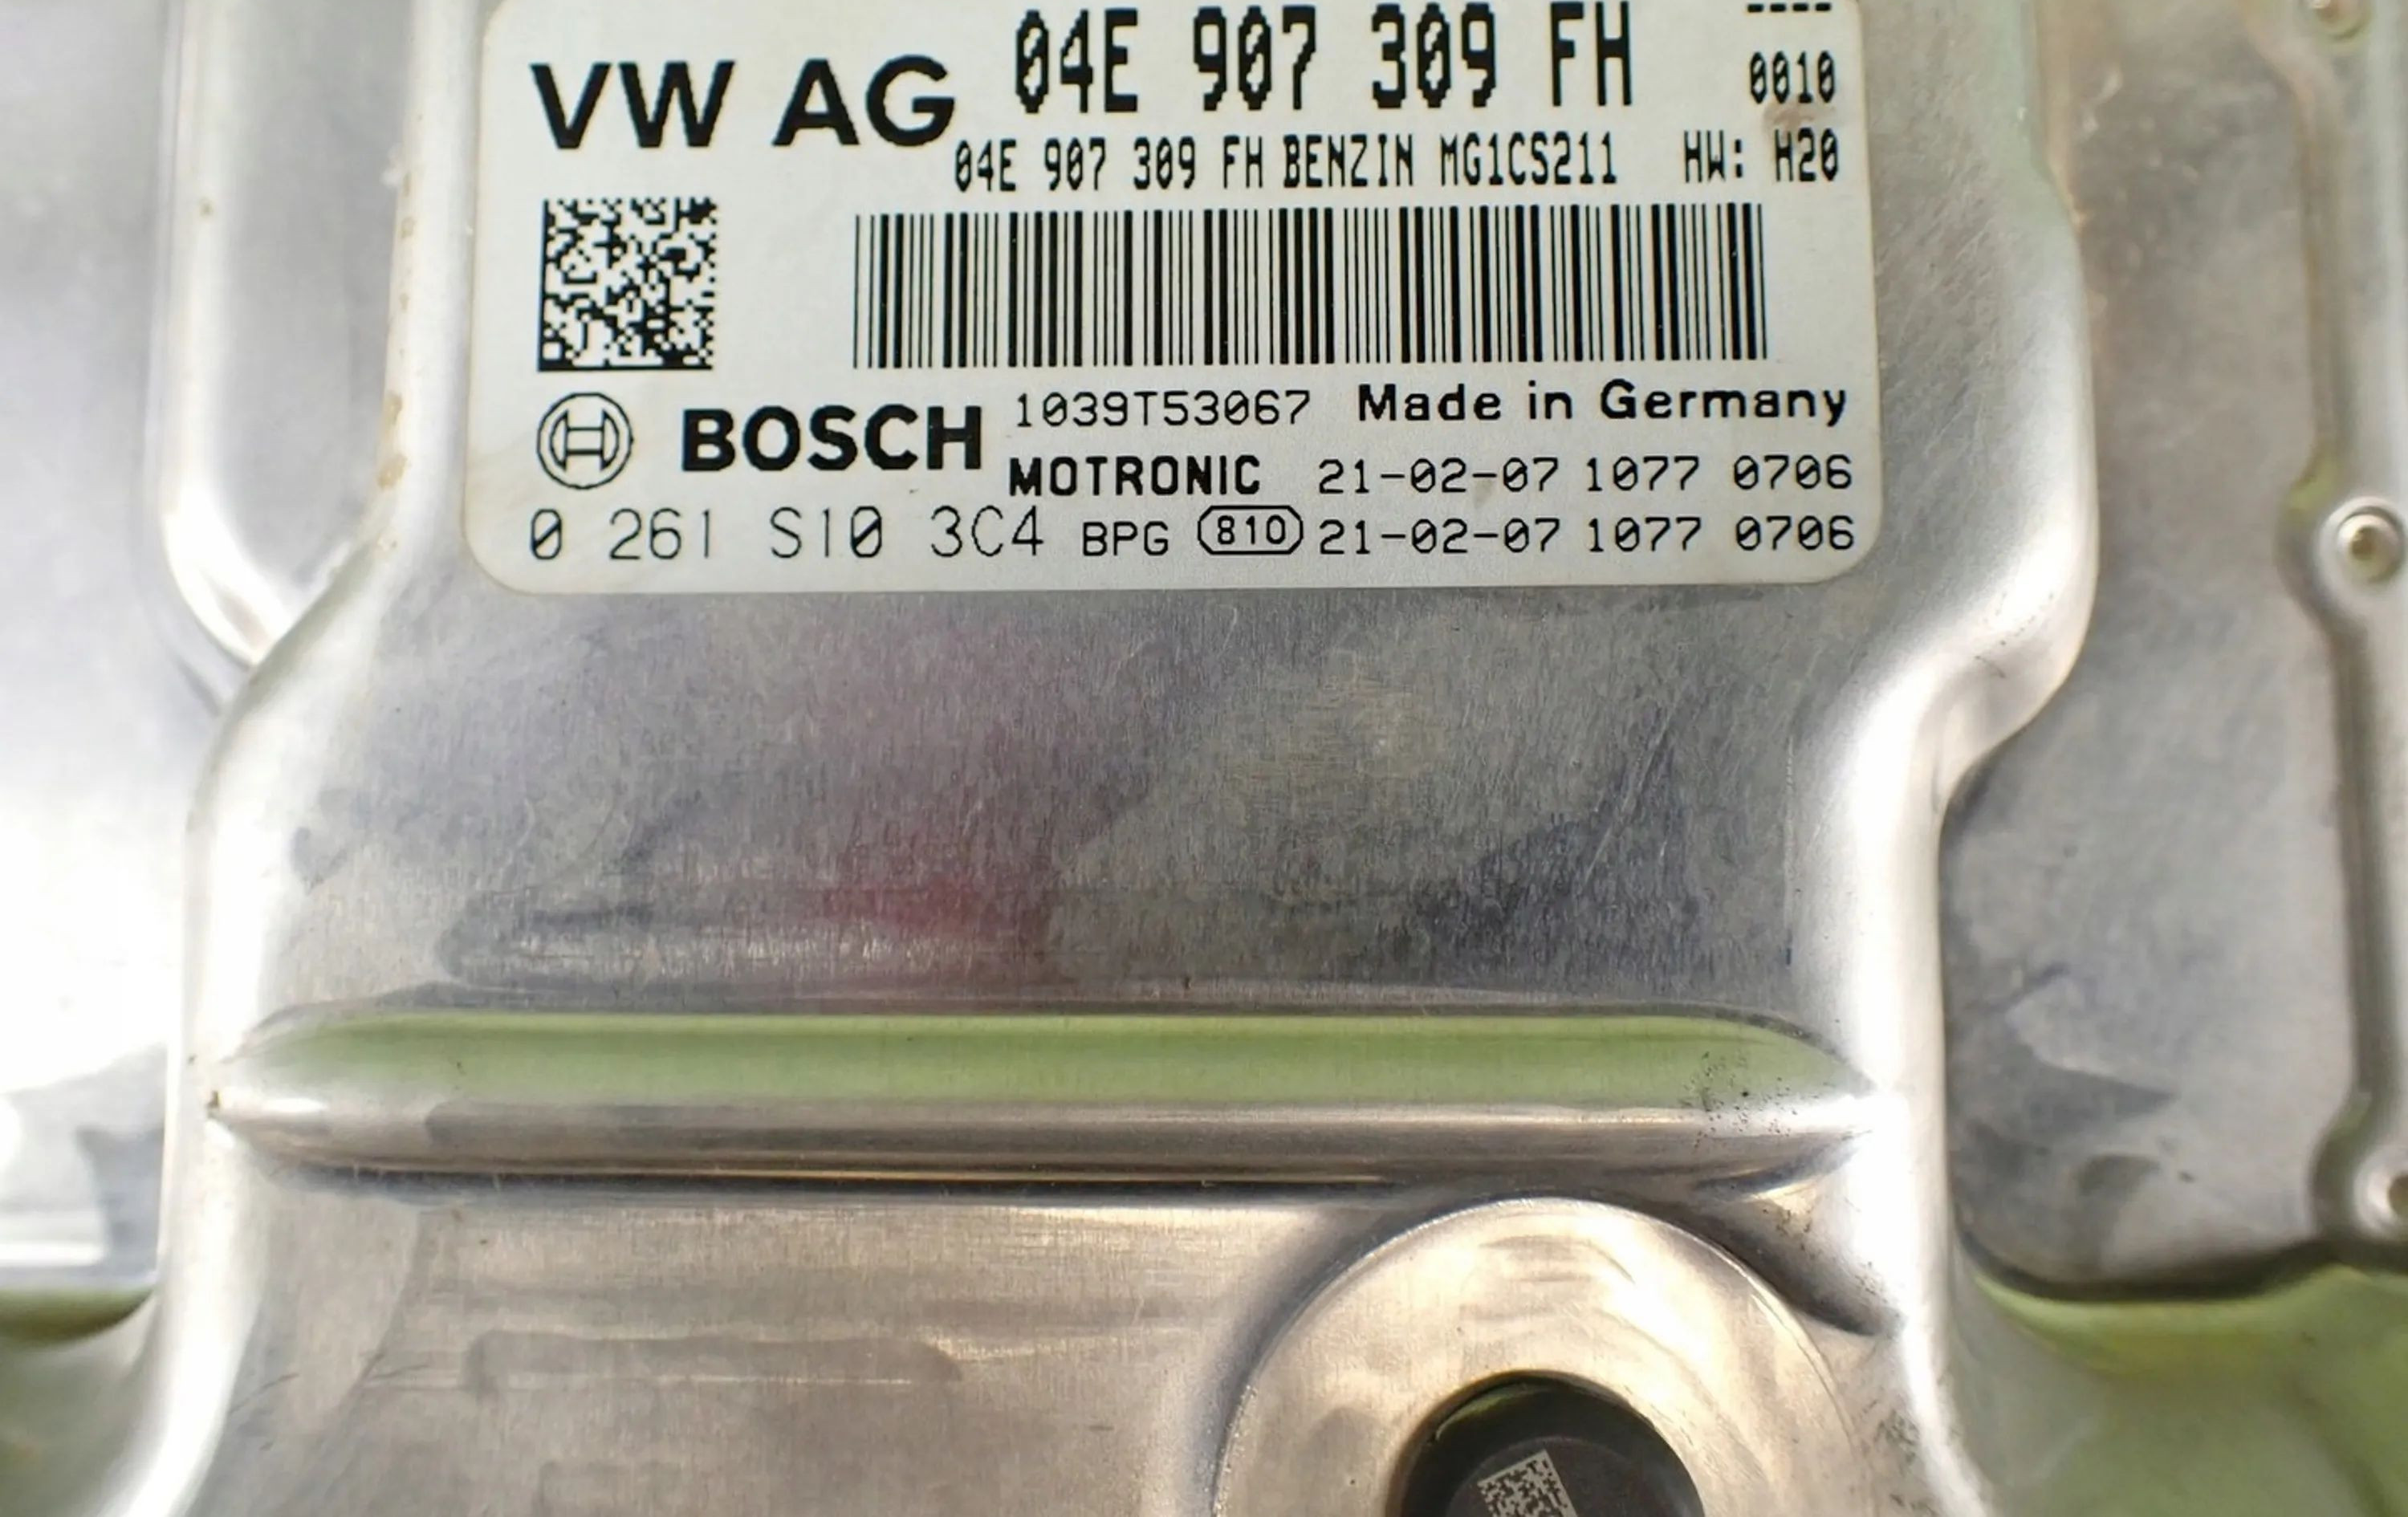 VW AG 04E 907 309 FH ----
0010
04E 907 309 FH BENZIN MG1CS211 HW: H20
BOSCH 1039T53067 Made in Germany
MOTRONIC 21-02-07 1077 0706
0 261 S10 3C4 BPG 810 21-02-07 1077 0706